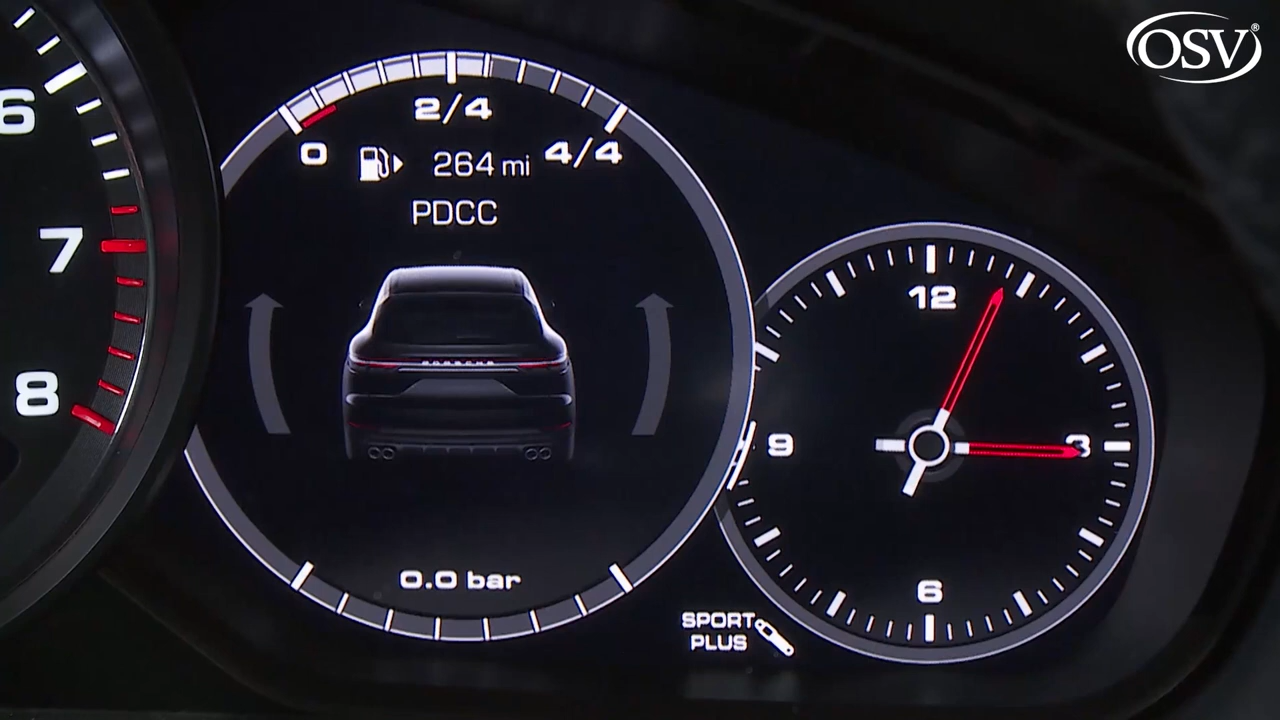 OSV®
6
7
8
2/4
0
4/4
264 mi
PDCC
PORSCHE
0.0 bar
12
9
3
6
SPORT
PLUS